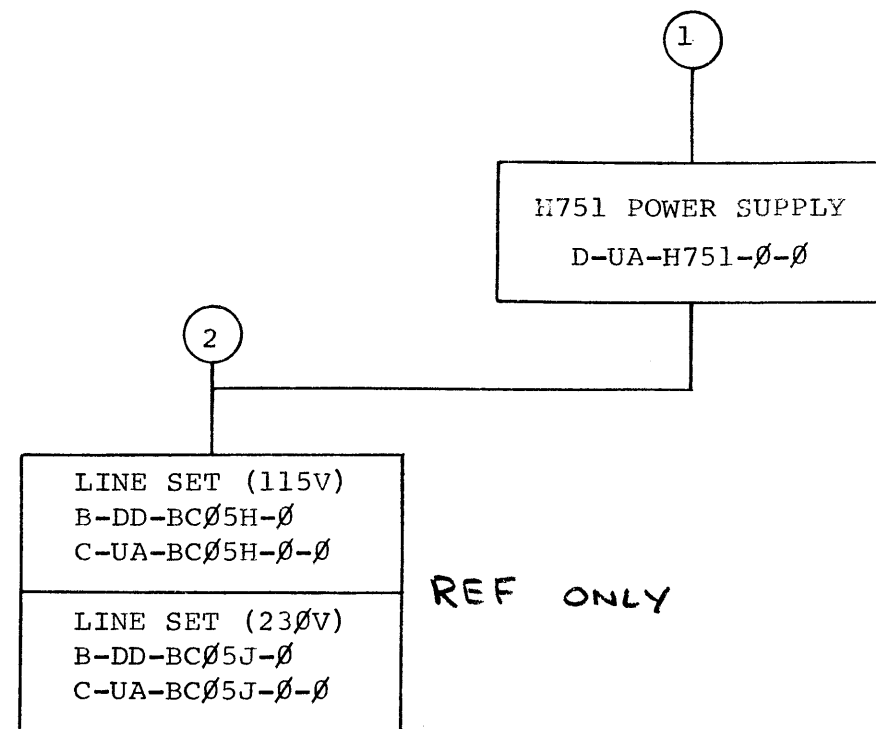 1
H751 POWER SUPPLY
D-UA-H751-Ø-Ø
2
LINE SET (115V)
B-DD-BCØ5H-Ø
C-UA-BCØ5H-Ø-Ø
REF ONLY
LINE SET (23ØV)
B-DD-BCØ5J-Ø
C-UA-BCØ5J-Ø-Ø